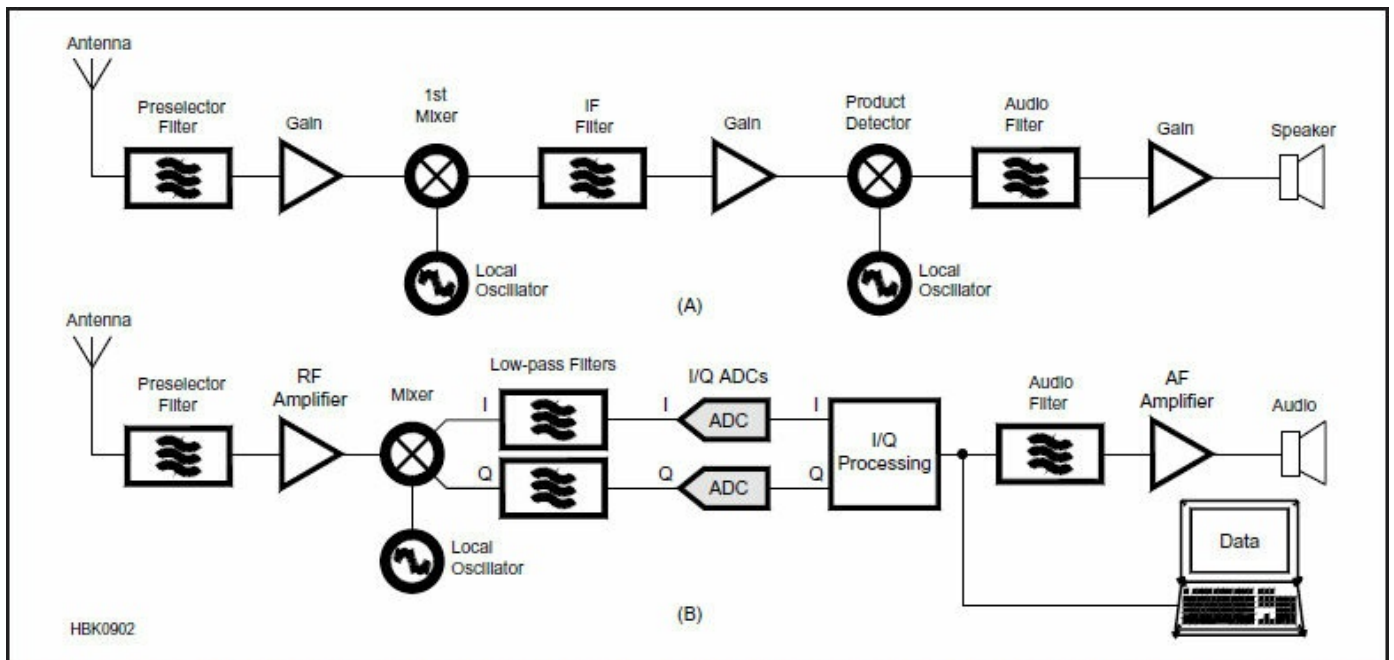 Antenna
Preselector
Filter
Gain
1st
Mixer
IF
Filter
Gain
Product
Detector
Audio
Filter
Gain
Speaker
Local
Oscillator
Local
Oscillator
(A)
Antenna
Preselector
Filter
RF
Amplifier
Mixer
Low-pass Filters
I/Q ADCs
I
I
ADC
I
Q
Q
ADC
Q
I/Q
Processing
Audio
Filter
AF
Amplifier
Audio
Local
Oscillator
Data
(B)
HBK0902